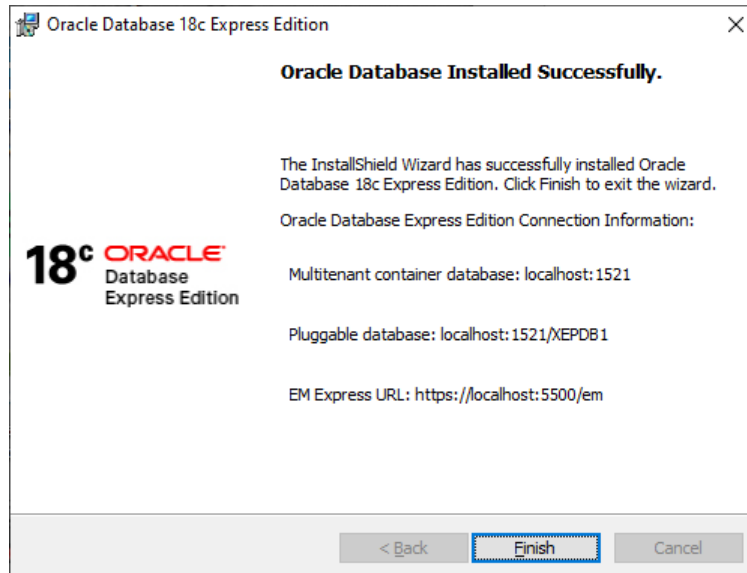 Oracle Database 18c Express Edition
Oracle Database Installed Successfully.
The InstallShield Wizard has successfully installed Oracle
Database 18c Express Edition. Click Finish to exit the wizard.
Oracle Database Express Edition Connection Information:
18c ORACLE
Database
Express Edition
Multitenant container database: localhost:1521
Pluggable database: localhost:1521/XEPDB1
EM Express URL: https://localhost:5500/em
< Back Finish Cancel